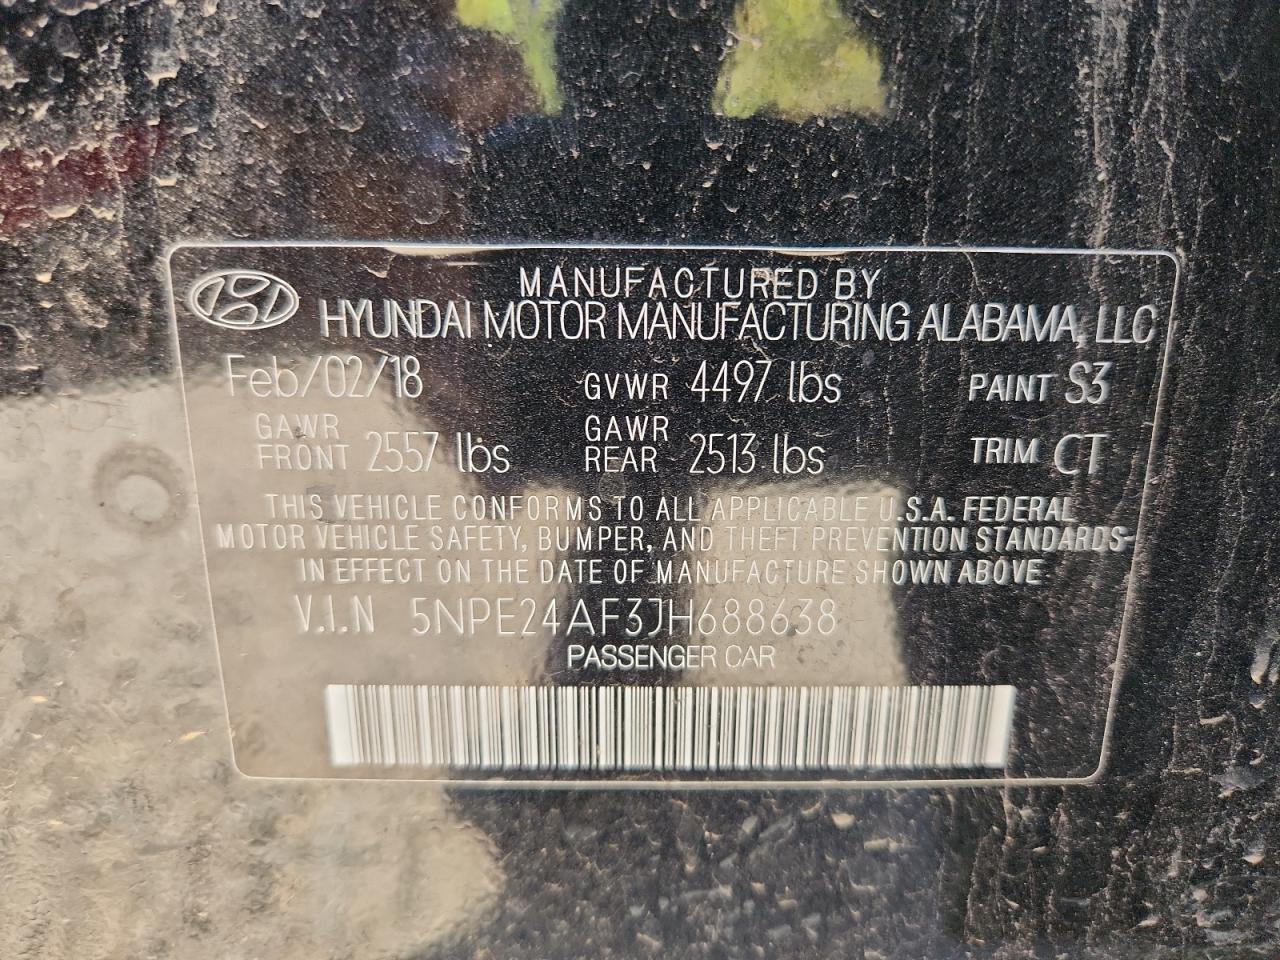 MANUFACTURED BY
HYUNDAI MOTOR MANUFACTURING ALABAMA, LLC
Feb/02/18 GVWR 4497 lbs PAINT S3
GAWR FRONT 2557 lbs GAWR REAR 2513 lbs TRIM CT
THIS VEHICLE CONFORMS TO ALL APPLICABLE U.S.A. FEDERAL
MOTOR VEHICLE SAFETY, BUMPER, AND THEFT PREVENTION STANDARDS
IN EFFECT ON THE DATE OF MANUFACTURE SHOWN ABOVE
V.I.N 5NPE24AF3JH688638
PASSENGER CAR